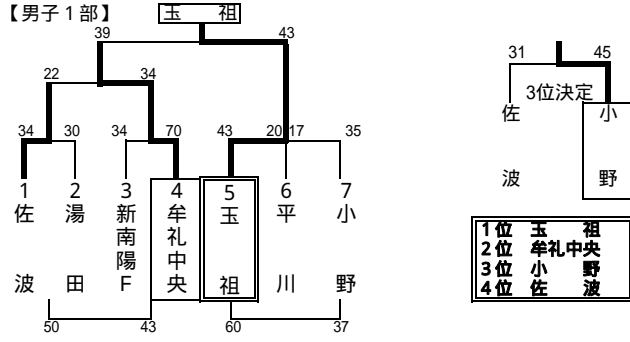 【男子１部】
玉 祖
39 43
22 34
34 30 34 70 43 20 17 35
1 2 3 4 5 6 7
佐波 湯田 新南陽F 牟礼中央 玉祖 平川 小野
50 43 60 37
31 45
3位決定
佐波 小野
1位 玉 祖
2位 牟礼中央
3位 小 野
4位 佐 波